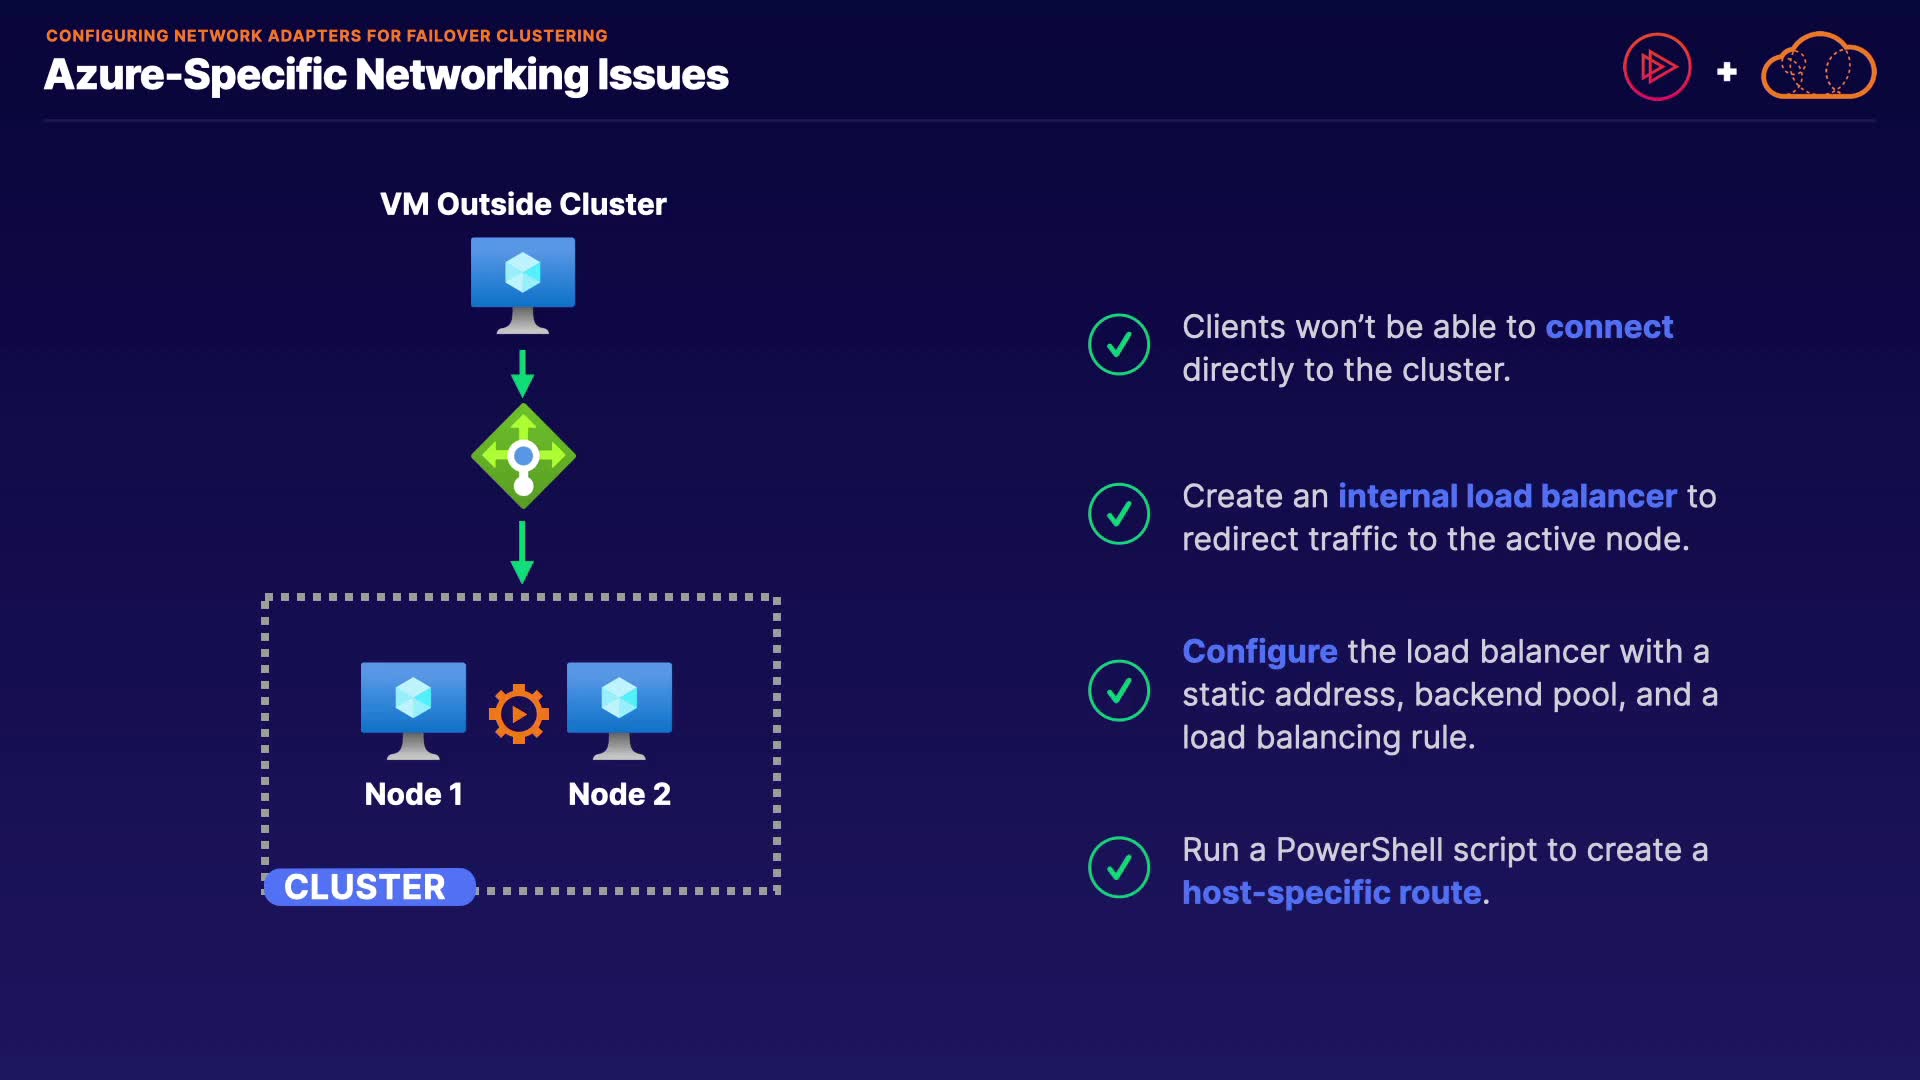 CONFIGURING NETWORK ADAPTERS FOR FAILOVER CLUSTERING
Azure-Specific Networking Issues
VM Outside Cluster
Node 1
Node 2
CLUSTER
Clients won’t be able to connect
directly to the cluster.
Create an internal load balancer to
redirect traffic to the active node.
Configure the load balancer with a
static address, backend pool, and a
load balancing rule.
Run a PowerShell script to create a
host-specific route.